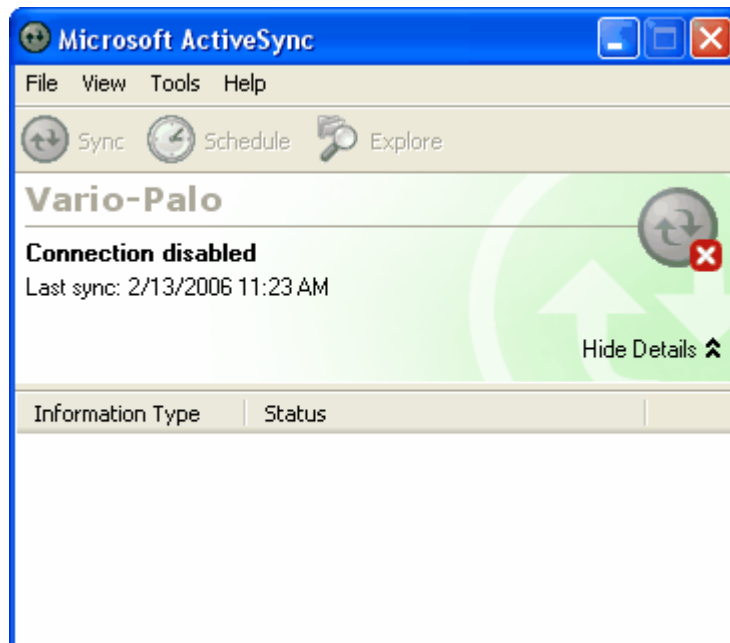 Microsoft ActiveSync
File View Tools Help
Sync Schedule Explore
Vario-Palo
Connection disabled
Last sync: 2/13/2006 11:23 AM
Hide Details
Information Type Status